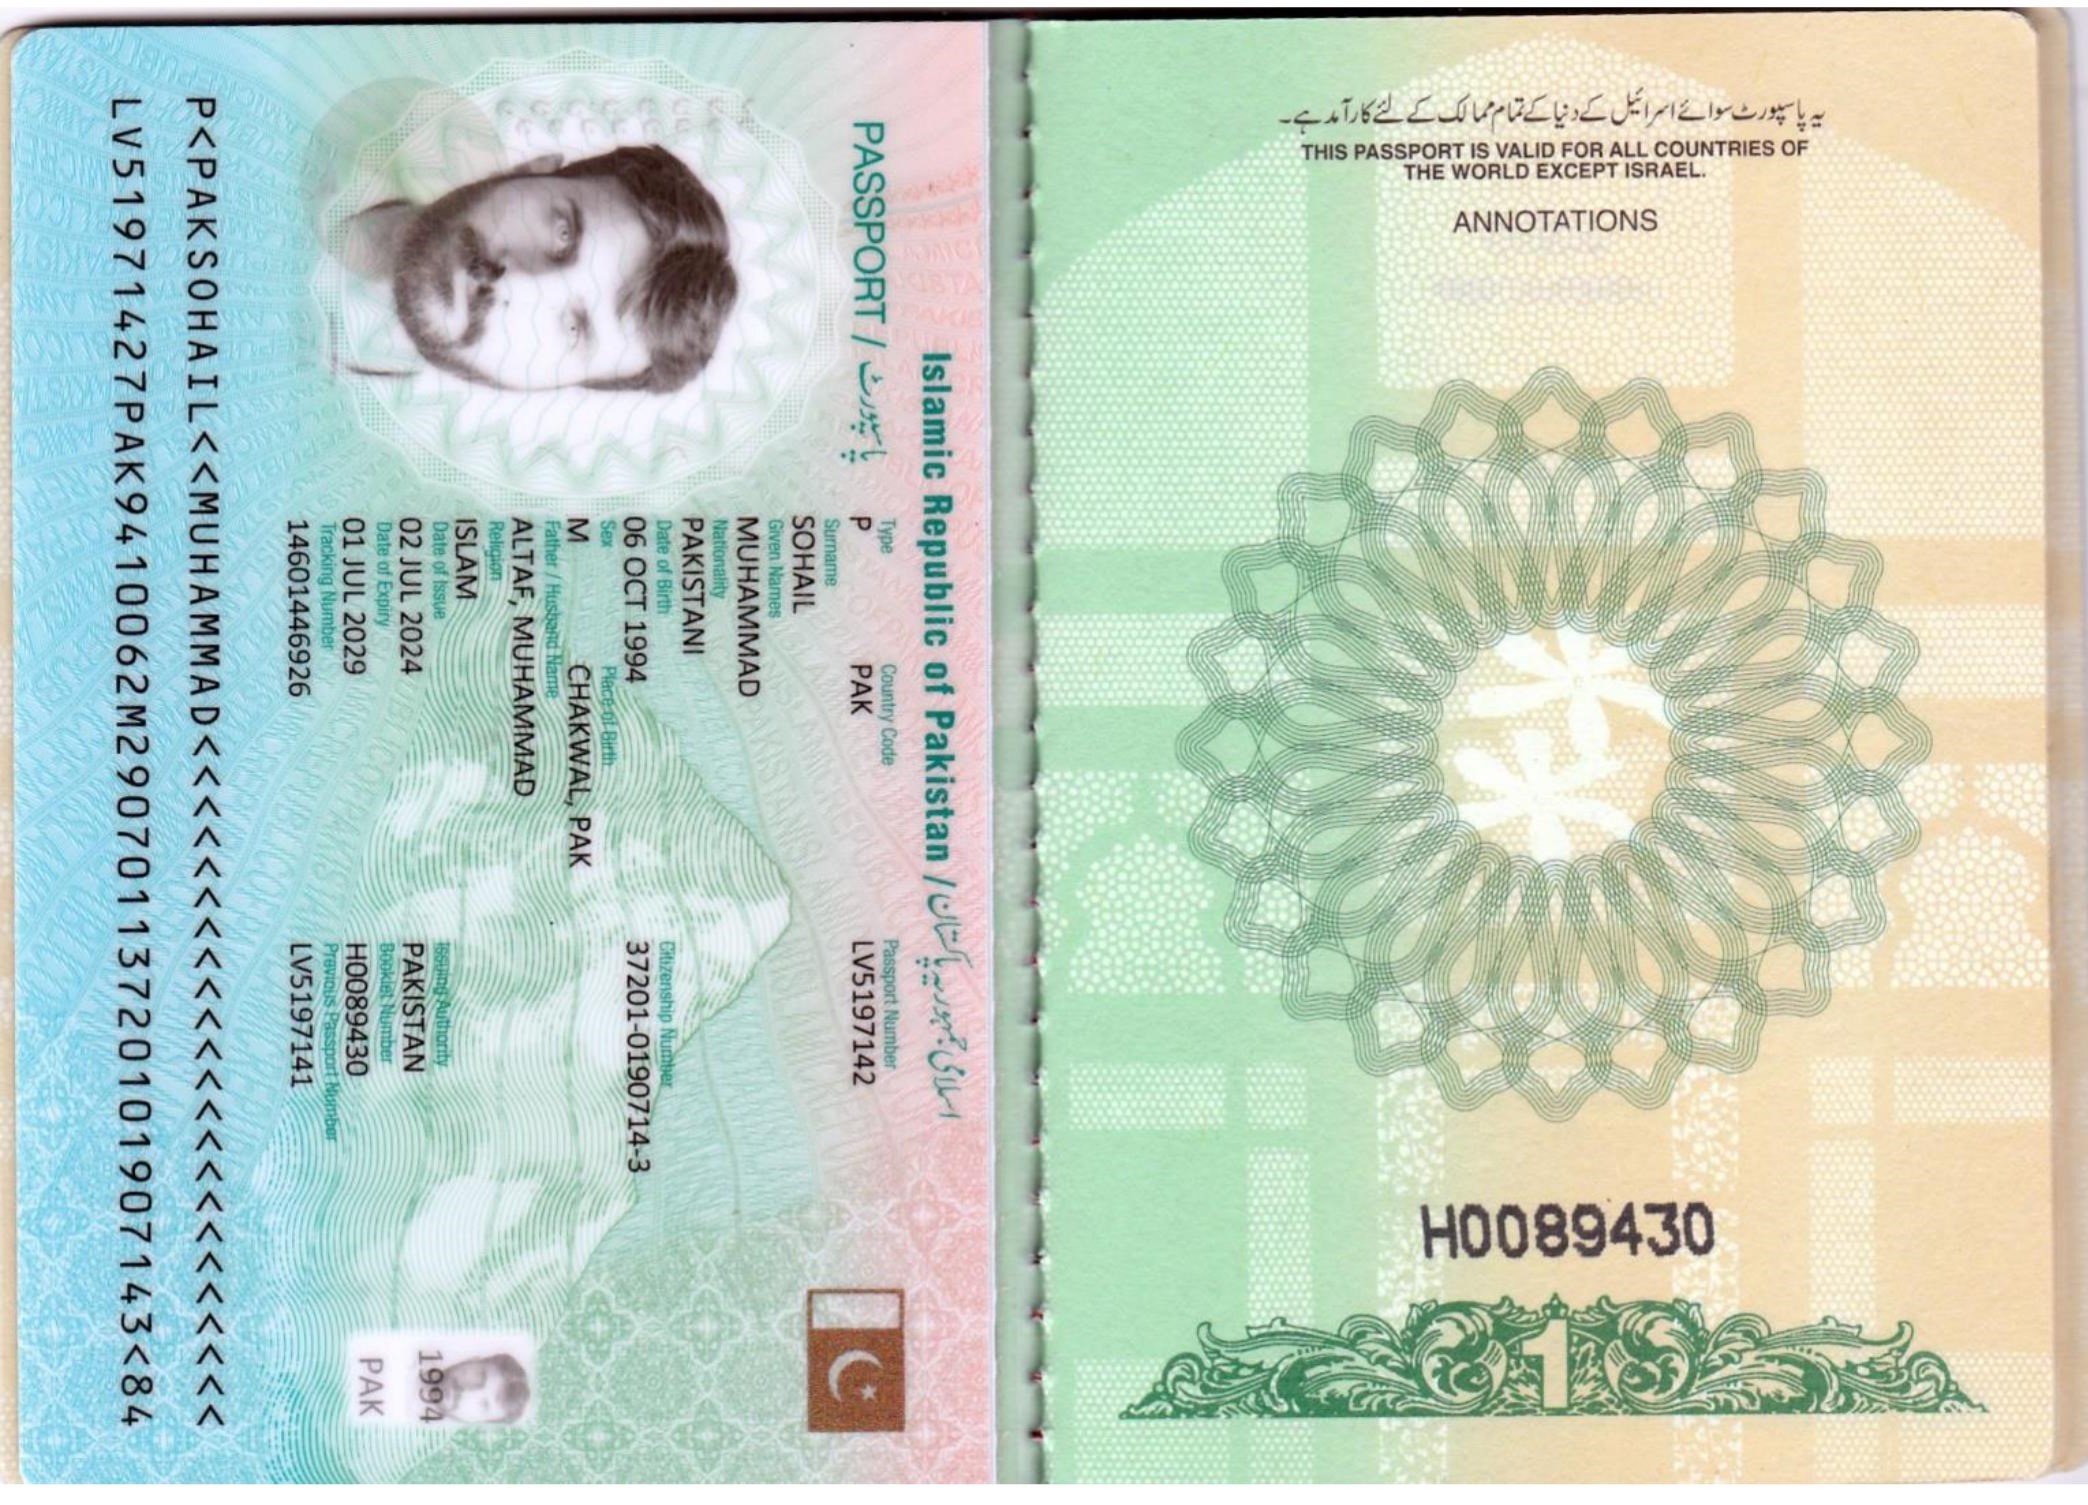 یہ پاسپورٹ سوائے اسرائیل کے دنیا کے تمام ممالک کے لئے کارآمد ہے۔
THIS PASSPORT IS VALID FOR ALL COUNTRIES OF
THE WORLD EXCEPT ISRAEL.
ANNOTATIONS
H0089430
1
Islamic Republic of Pakistan / اسلامی جمہوریہ پاکستان
PASSPORT / پاسپورٹ
Type Country Code Passport Number
P PAK LV5197142
Surname
SOHAIL
Given Names
MUHAMMAD
Nationality
PAKISTANI
Date of Birth Citizenship Number
06 OCT 1994 37201-0190714-3
Sex Place of Birth
M CHAKWAL, PAK
Father / Husband Name
ALTAF, MUHAMMAD
Religion
ISLAM
Date of Issue Issuing Authority
02 JUL 2024 PAKISTAN
Date of Expiry Booklet Number
01 JUL 2029 H0089430
Tracking Number Previous Passport Number
14601446926 LV5197141
1994
PAK
P<PAKSOHAIL<<MUHAMMAD<<<<<<<<<<<<<<<<<<<<<<<
LV51971427PAK9410062M29070113720101907143<84